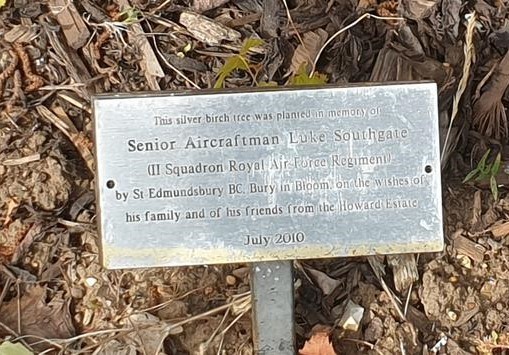 This silver birch tree was planted in memory of
Senior Aircraftman Luke Southgate
(II Squadron Royal Air Force Regiment)
by St Edmundsbury BC, Bury in Bloom, on the wishes of
his family and of his friends from the Howard Estate
July 2010